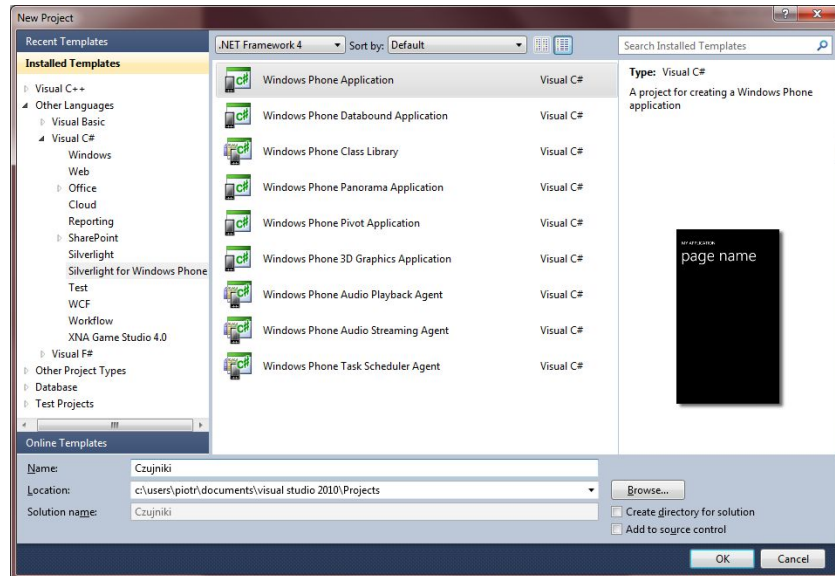 New Project
Recent Templates
Installed Templates
Visual C++
Other Languages
Visual Basic
Visual C#
Windows
Web
Office
Cloud
Reporting
SharePoint
Silverlight
Silverlight for Windows Phone
Test
WCF
Workflow
XNA Game Studio 4.0
Visual F#
Other Project Types
Database
Test Projects
Online Templates
.NET Framework 4 Sort by: Default
Windows Phone Application Visual C#
Windows Phone Databound Application Visual C#
Windows Phone Class Library Visual C#
Windows Phone Panorama Application Visual C#
Windows Phone Pivot Application Visual C#
Windows Phone 3D Graphics Application Visual C#
Windows Phone Audio Playback Agent Visual C#
Windows Phone Audio Streaming Agent Visual C#
Windows Phone Task Scheduler Agent Visual C#
Search Installed Templates
Type: Visual C#
A project for creating a Windows Phone
application
MY APPLICATION
page name
Name: Czujniki
Location: c:\users\piotr\documents\visual studio 2010\Projects
Browse...
Solution name: Czujniki
Create directory for solution
Add to source control
OK Cancel